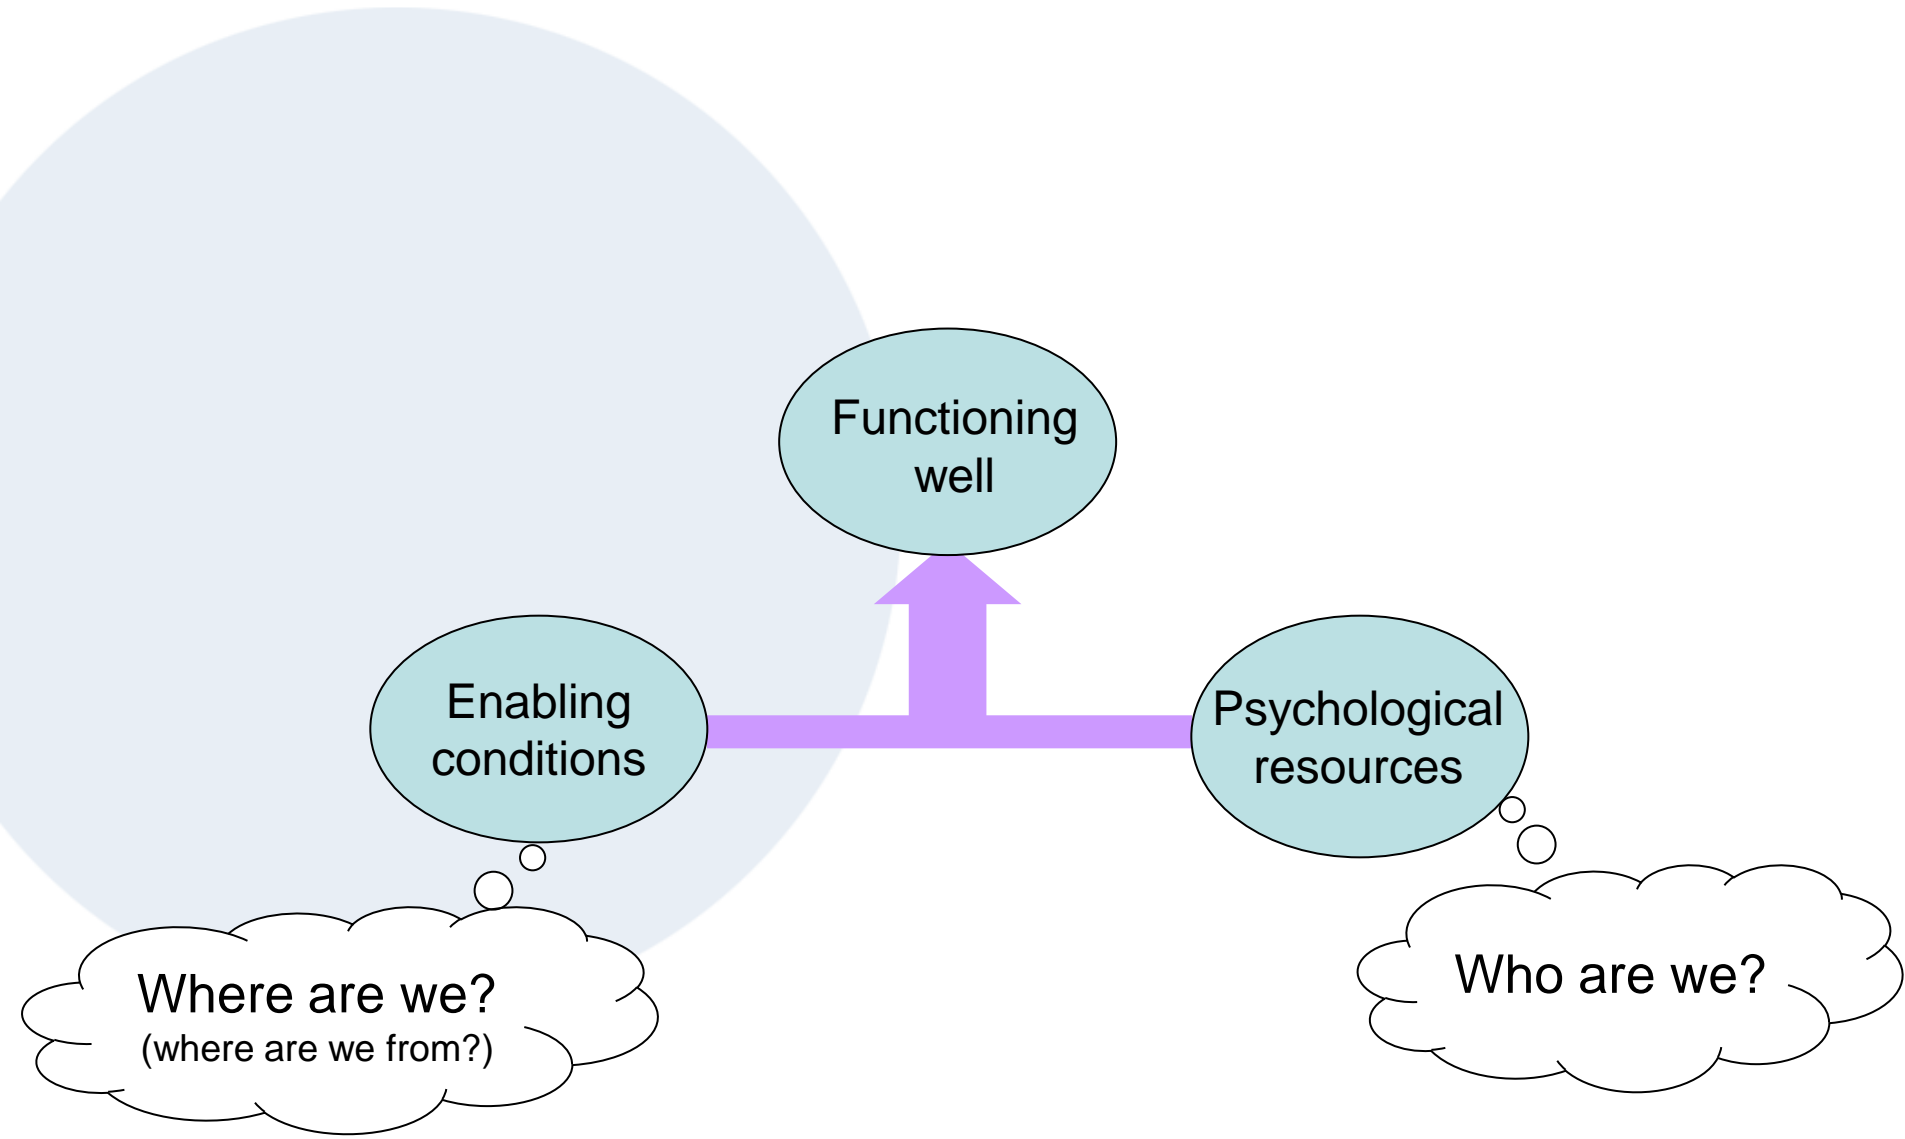 Functioning
well
Enabling
conditions
Psychological
resources
Where are we?
(where are we from?)
Who are we?